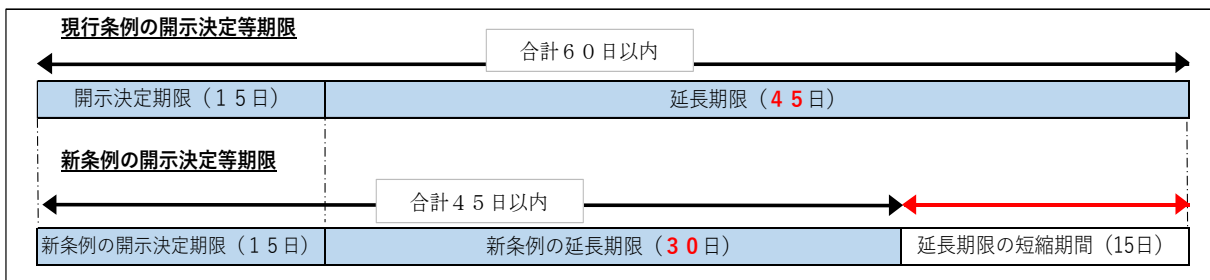 現行条例の開示決定等期限
合計６０日以内
開示決定期限（１５日） 延長期限（４５日）
新条例の開示決定等期限
合計４５日以内
新条例の開示決定期限（１５日） 新条例の延長期限（３０日） 延長期限の短縮期間（15日）